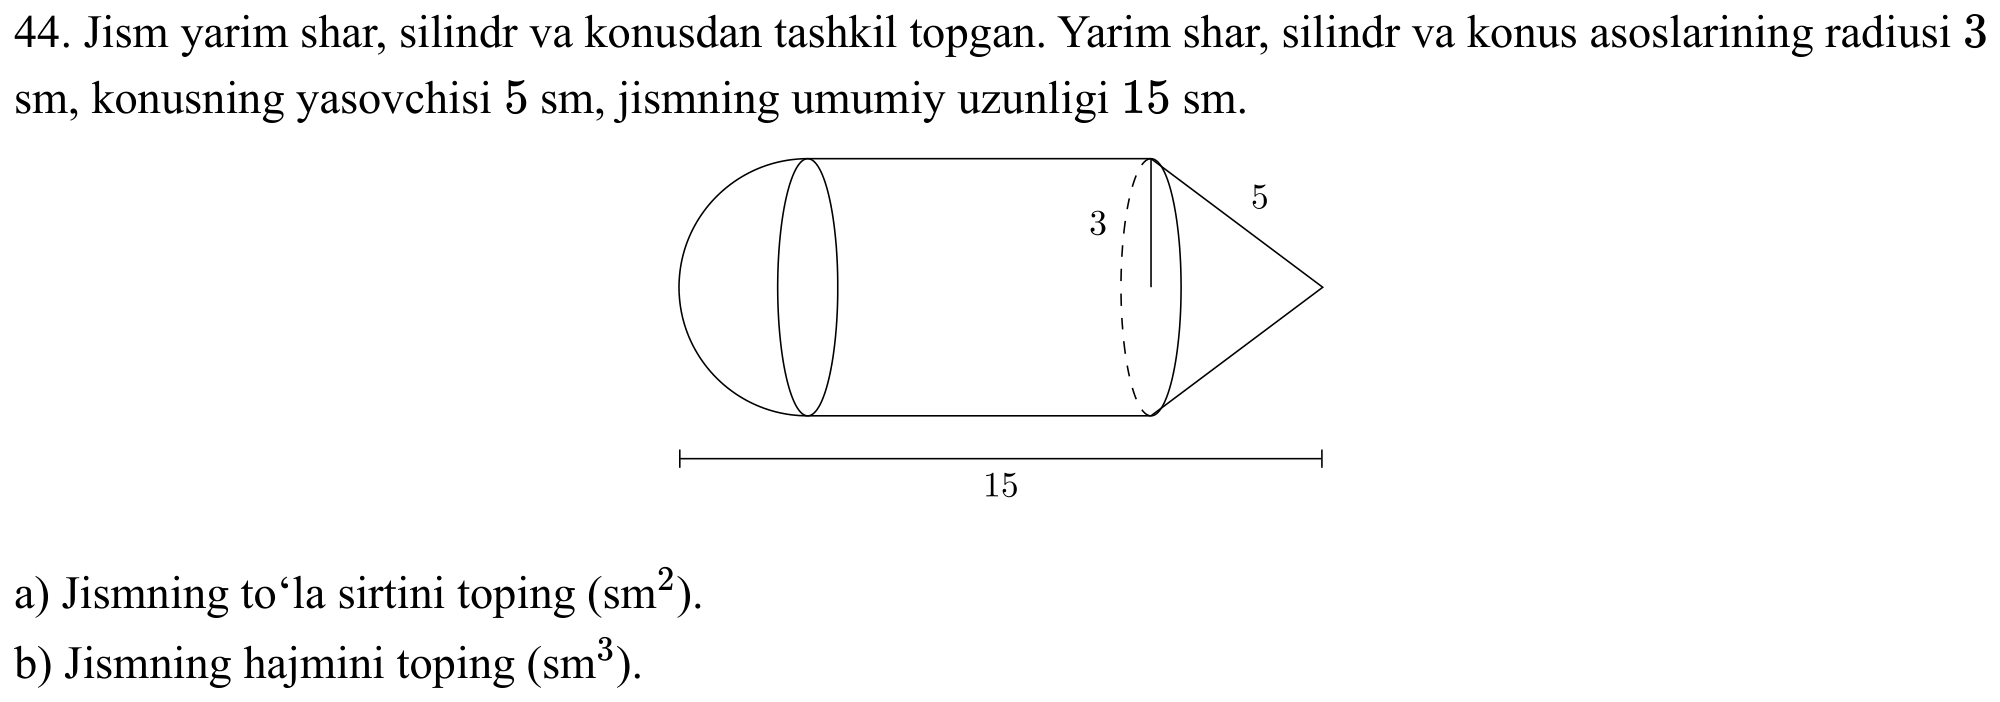 44. Jism yarim shar, silindr va konusdan tashkil topgan. Yarim shar, silindr va konus asoslarining radiusi 3
sm, konusning yasovchisi 5 sm, jismning umumiy uzunligi 15 sm.
5
3
15
a) Jismning to‘la sirtini toping (sm²).
b) Jismning hajmini toping (sm³).